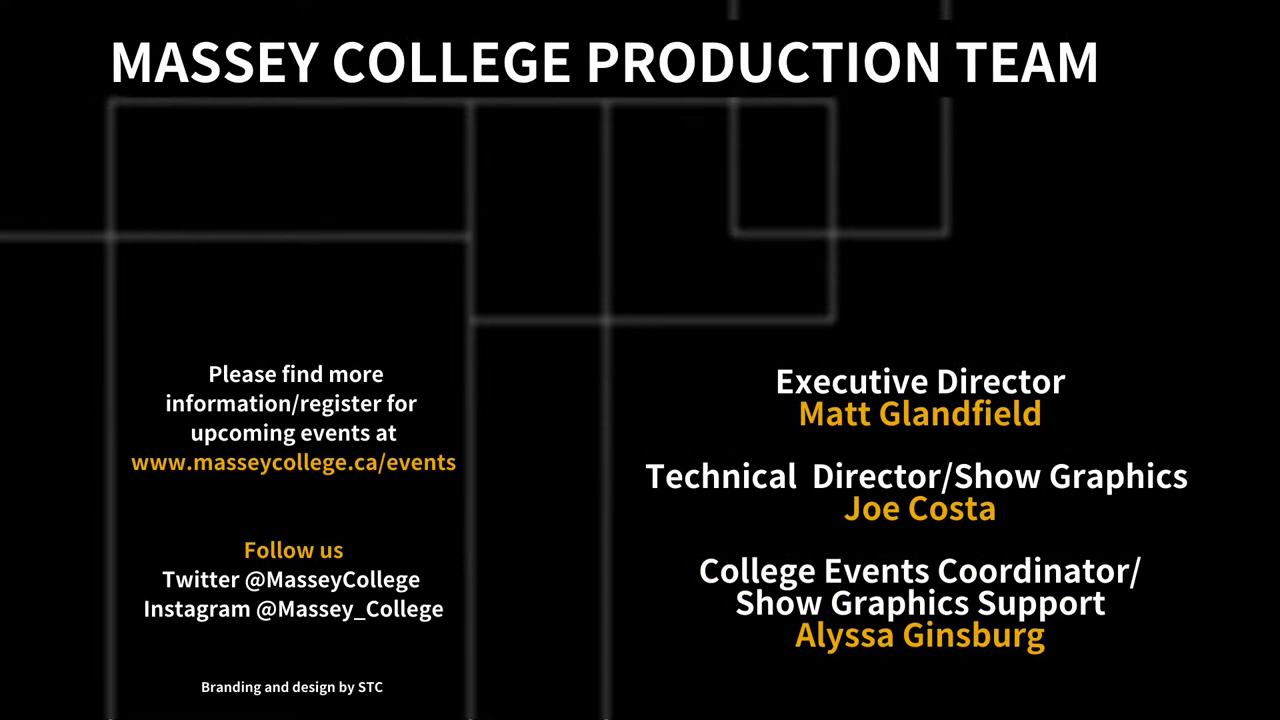 MASSEY COLLEGE PRODUCTION TEAM
Please find more
information/register for
upcoming events at
www.masseycollege.ca/events
Follow us
Twitter @MasseyCollege
Instagram @Massey_College
Branding and design by STC
Executive Director
Matt Glandfield
Technical  Director/Show Graphics
Joe Costa
College Events Coordinator/
Show Graphics Support
Alyssa Ginsburg